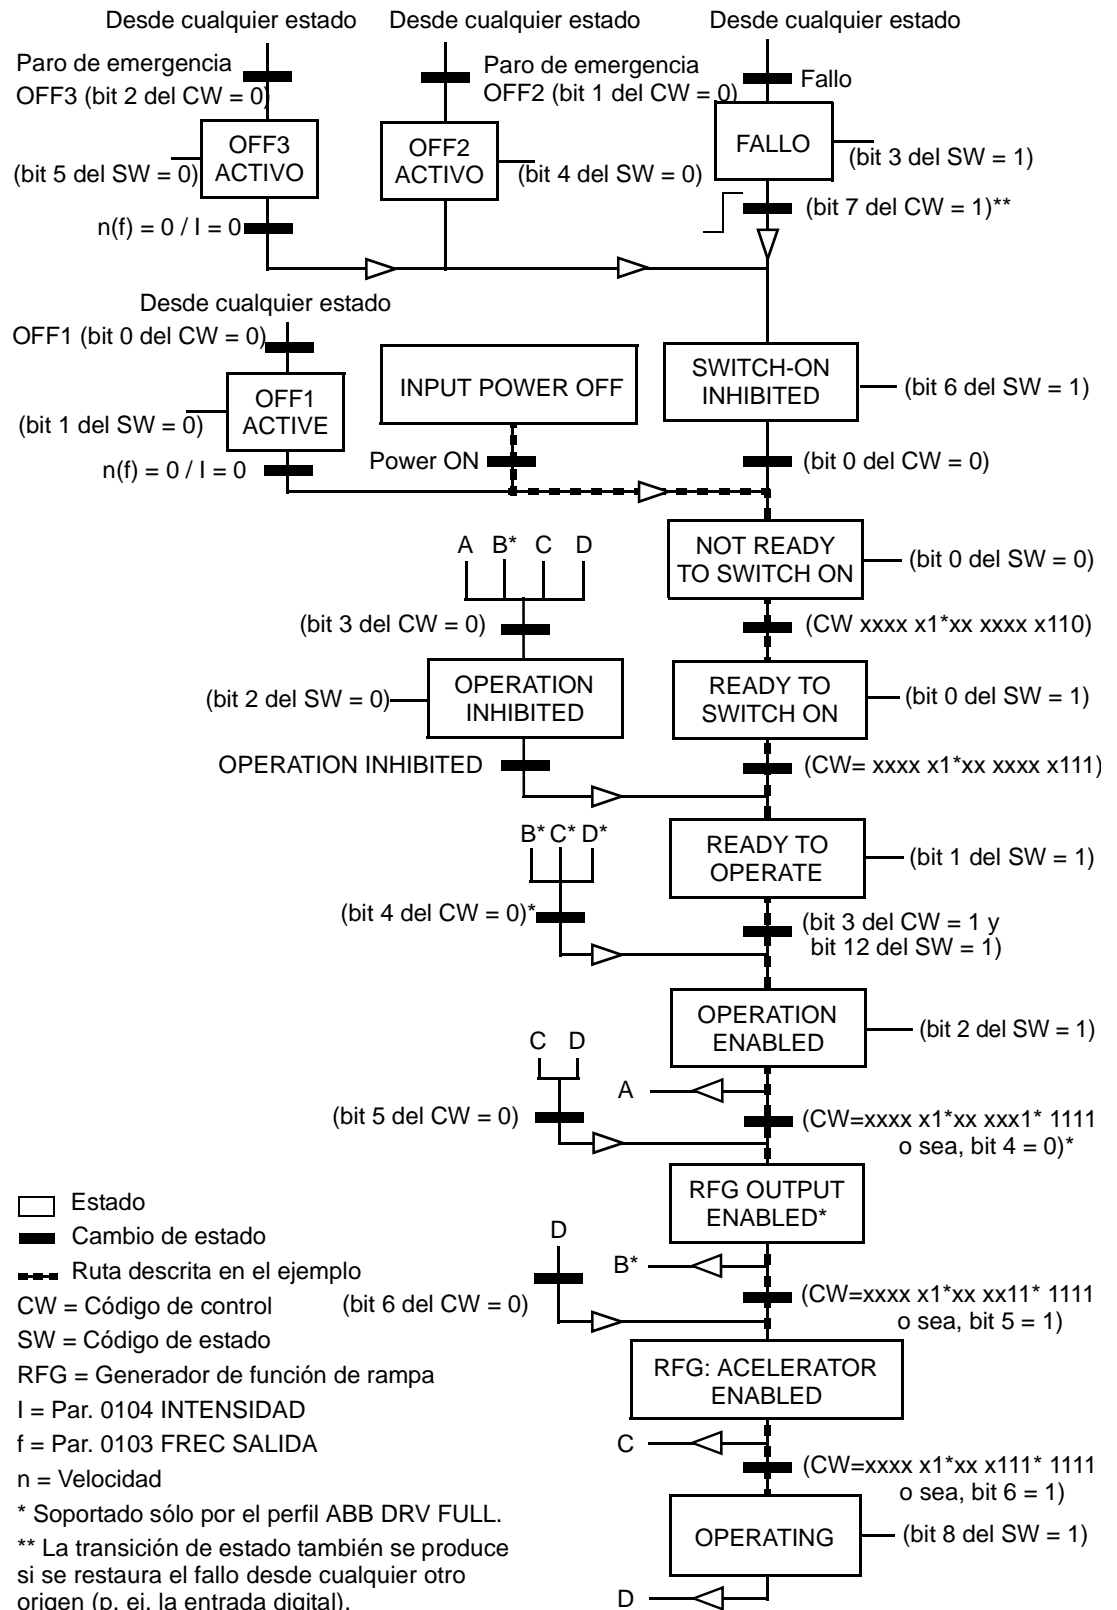 Desde cualquier estado
Desde cualquier estado
Desde cualquier estado
Paro de emergencia
OFF3 (bit 2 del CW = 0)
Paro de emergencia
OFF2 (bit 1 del CW = 0)
Fallo
OFF3
ACTIVO
(bit 5 del SW = 0)
OFF2
ACTIVO
(bit 4 del SW = 0)
FALLO
(bit 3 del SW = 1)
n(f) = 0 / I = 0
(bit 7 del CW = 1)**
Desde cualquier estado
OFF1 (bit 0 del CW = 0)
OFF1
ACTIVE
(bit 1 del SW = 0)
INPUT POWER OFF
SWITCH-ON
INHIBITED
(bit 6 del SW = 1)
n(f) = 0 / I = 0
Power ON
(bit 0 del CW = 0)
A B* C D
NOT READY
TO SWITCH ON
(bit 0 del SW = 0)
(bit 3 del CW = 0)
(CW xxxx x1*xx xxxx x110)
OPERATION
INHIBITED
(bit 2 del SW = 0)
READY TO
SWITCH ON
(bit 0 del SW = 1)
OPERATION INHIBITED
(CW= xxxx x1*xx xxxx x111)
B* C* D*
READY TO
OPERATE
(bit 1 del SW = 1)
(bit 4 del CW = 0)*
(bit 3 del CW = 1 y
bit 12 del SW = 1)
OPERATION
ENABLED
(bit 2 del SW = 1)
C D
A
(bit 5 del CW = 0)
(CW=xxxx x1*xx xxx1* 1111
o sea, bit 4 = 0)*
RFG OUTPUT
ENABLED*
D
B*
(bit 6 del CW = 0)
(CW=xxxx x1*xx xx11* 1111
o sea, bit 5 = 1)
RFG: ACELERATOR
ENABLED
C
(CW=xxxx x1*xx x111* 1111
o sea, bit 6 = 1)
OPERATING
(bit 8 del SW = 1)
D
Estado
Cambio de estado
Ruta descrita en el ejemplo
CW = Código de control
SW = Código de estado
RFG = Generador de función de rampa
I = Par. 0104 INTENSIDAD
f = Par. 0103 FREC SALIDA
n = Velocidad
* Soportado sólo por el perfil ABB DRV FULL.
** La transición de estado también se produce
si se restaura el fallo desde cualquier otro
origen (p. ej. la entrada digital).